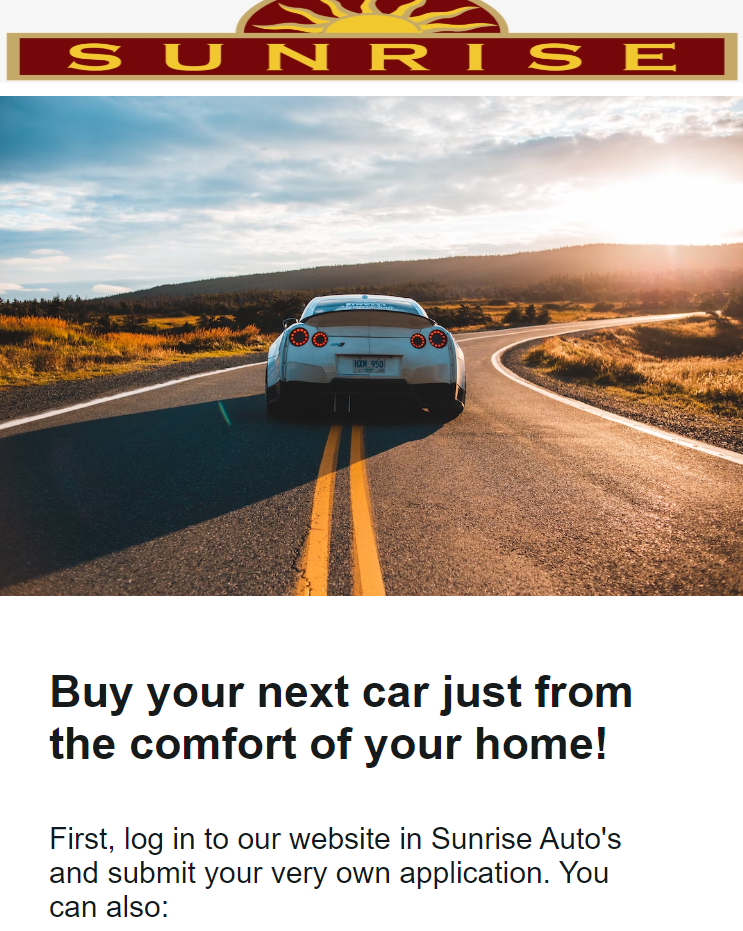 SUNRISE
HXM 950
Buy your next car just from
the comfort of your home!
First, log in to our website in Sunrise Auto's
and submit your very own application. You
can also: